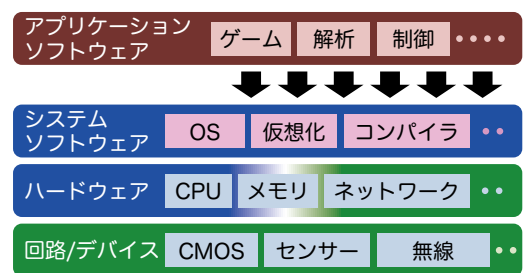 アプリケーション
ソフトウェア
ゲーム 解析 制御 ••••
システム
ソフトウェア
OS 仮想化 コンパイラ ••
ハードウェア CPU メモリ ネットワーク ••
回路/デバイス CMOS センサー 無線 ••